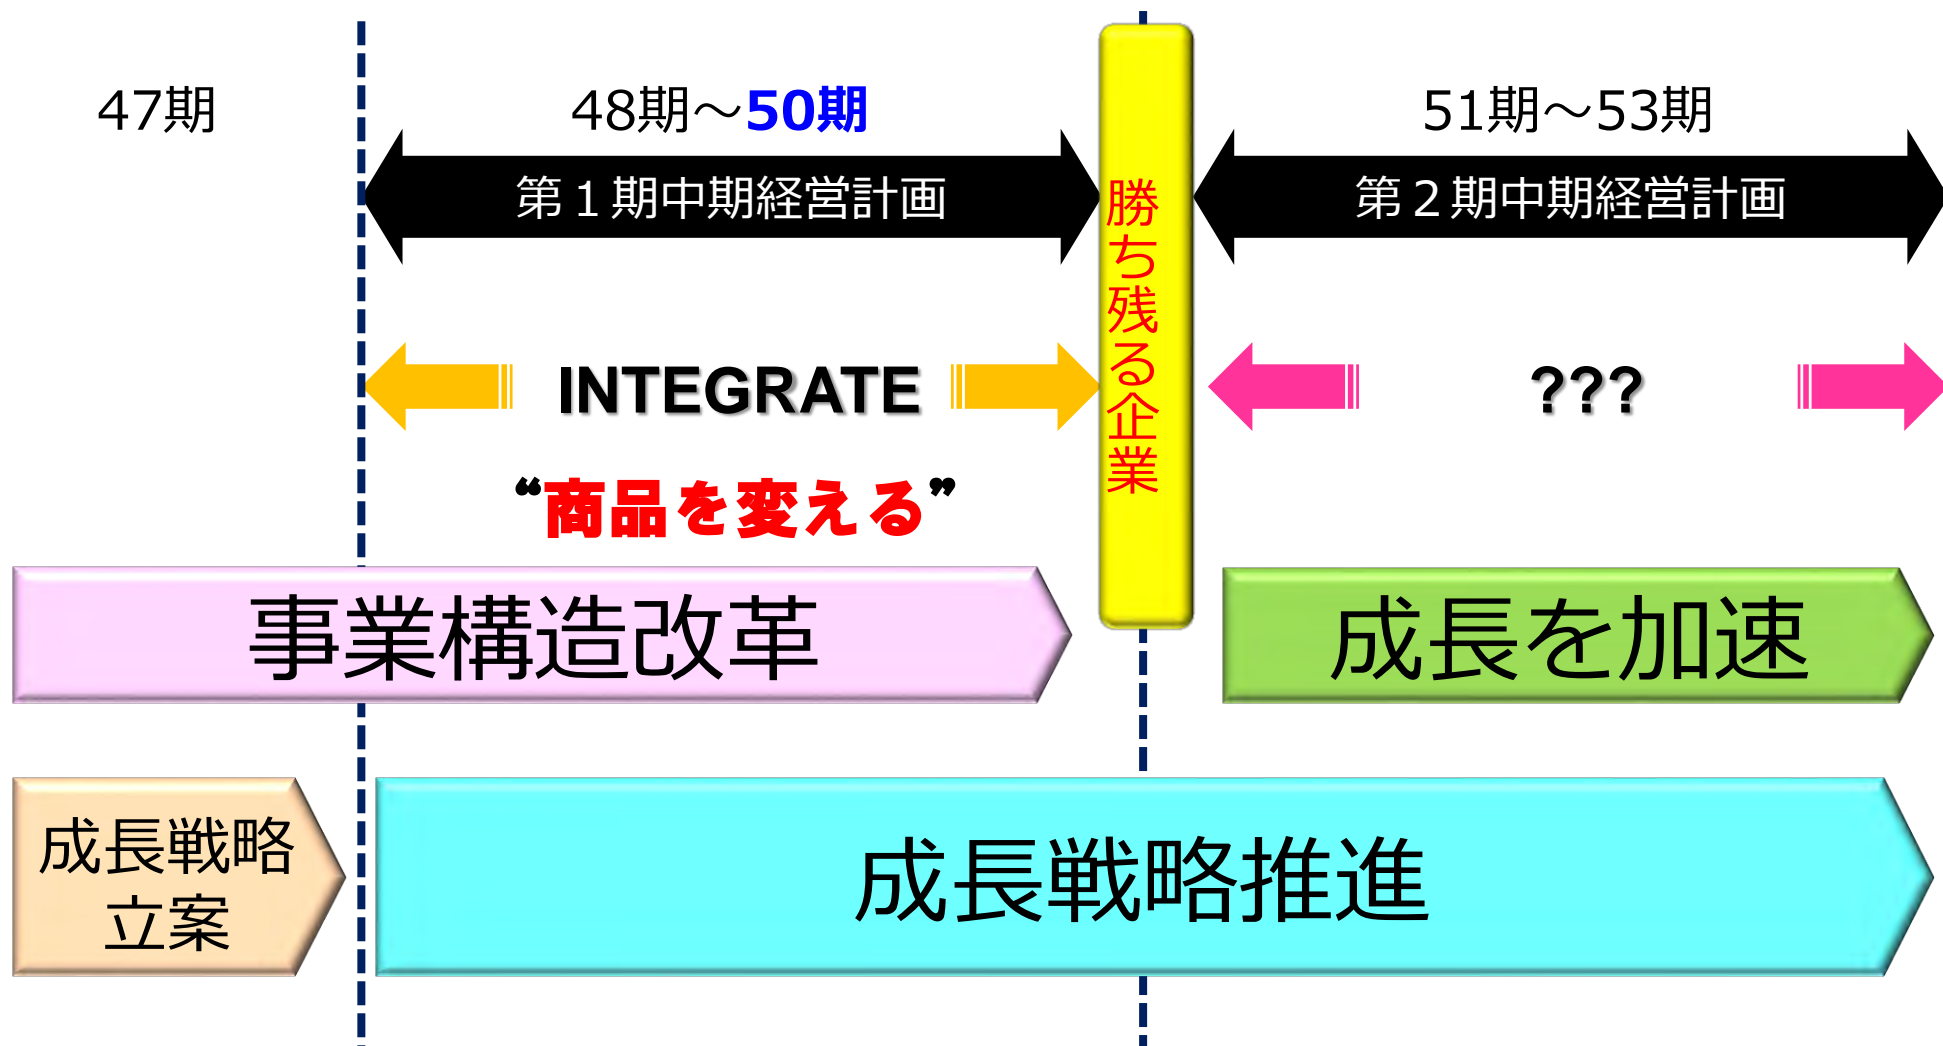 47期
48期～50期
51期～53期
第１期中期経営計画
第２期中期経営計画
勝ち残る企業
INTEGRATE
???
“商品を変える”
事業構造改革
成長を加速
成長戦略
立案
成長戦略推進